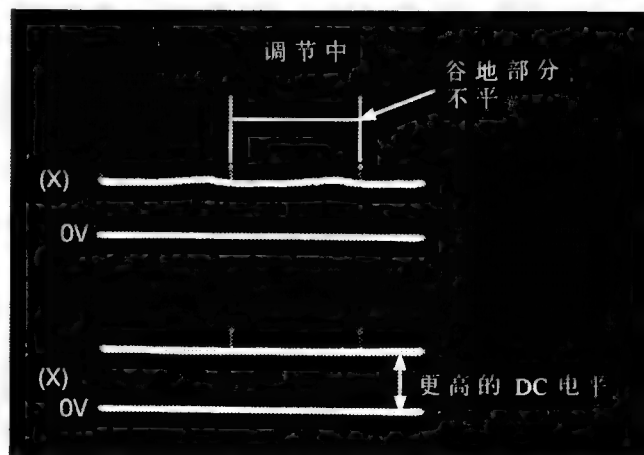 调节中
谷地部分
不平
(X)
0V
(X)
0V
更高的 DC 电平